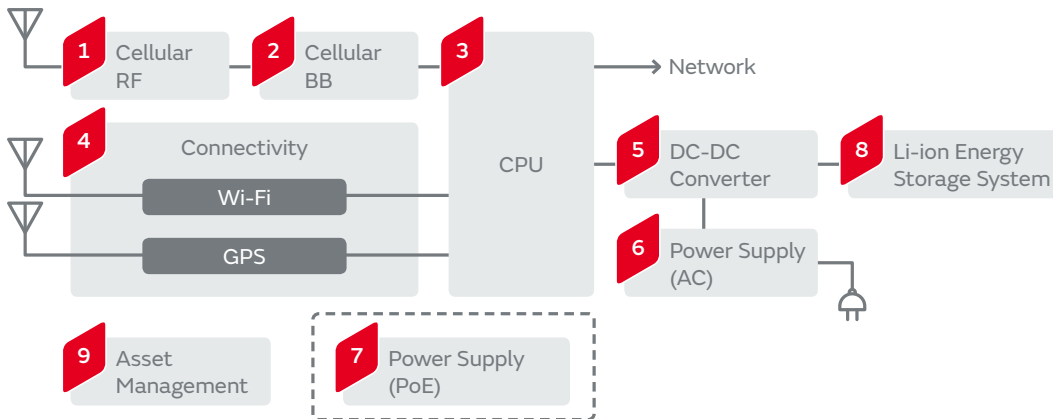 1
Cellular
RF
2
Cellular
BB
3
CPU
Network
4
Connectivity
Wi-Fi
GPS
5
DC-DC
Converter
8
Li-ion Energy
Storage System
6
Power Supply
(AC)
9
Asset
Management
7
Power Supply
(PoE)